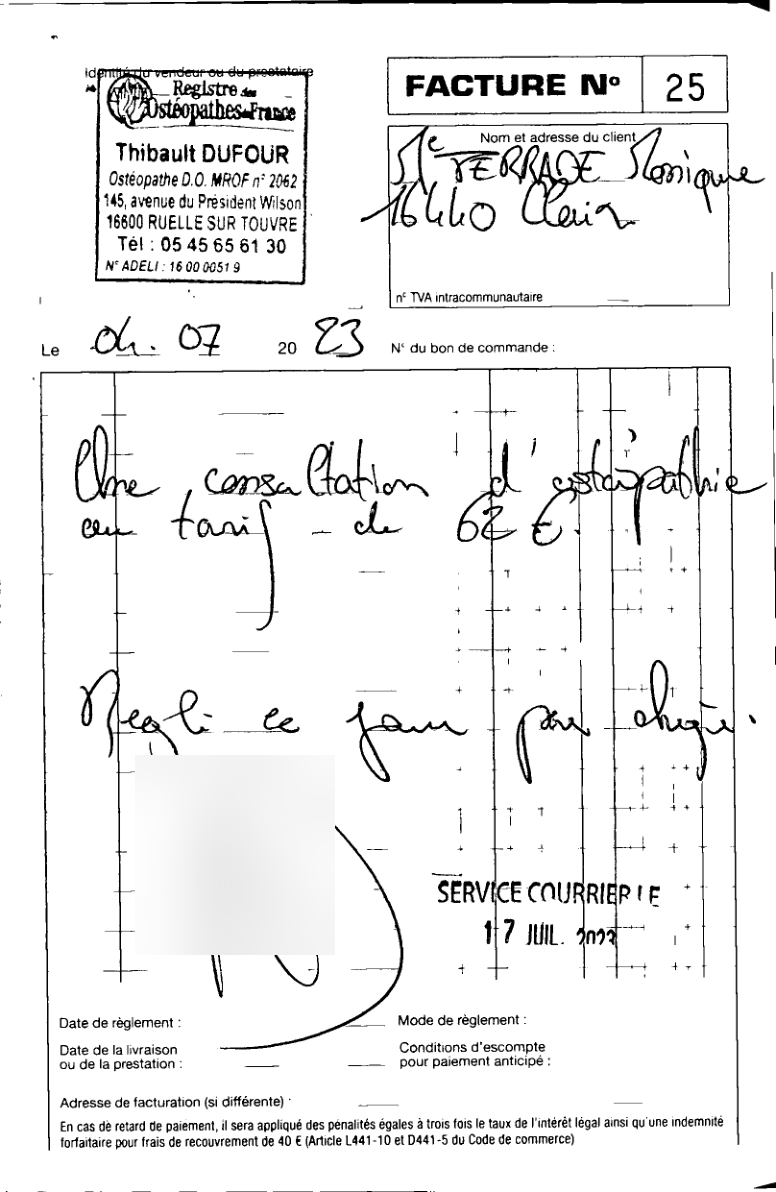 Identité du vendeur ou du prestataire
Registre des
Ostéopathes de France
Thibault DUFOUR
Ostéopathe D.O. MROF n° 2062
145, avenue du Président Wilson
16600 RUELLE SUR TOUVRE
Tél : 05 45 65 61 30
N° ADELI : 16 00 0051 9
FACTURE N° 25
Nom et adresse du client
Me TERRADE Monique
16440 Claix
n° TVA intracommunautaire
Le 04. 07 20 23
N° du bon de commande :
Une consultation d'ostéopathie
au tarif de 62 €.
Réglé ce jour par chèque.
SERVICE COURRIER LE
17 JUIL. 2023
Date de règlement :
Mode de règlement :
Date de la livraison
ou de la prestation :
Conditions d'escompte
pour paiement anticipé :
Adresse de facturation (si différente) :
En cas de retard de paiement, il sera appliqué des pénalités égales à trois fois le taux de l'intérêt légal ainsi qu'une indemnité
forfaitaire pour frais de recouvrement de 40 € (Article L441-10 et D441-5 du Code de commerce)